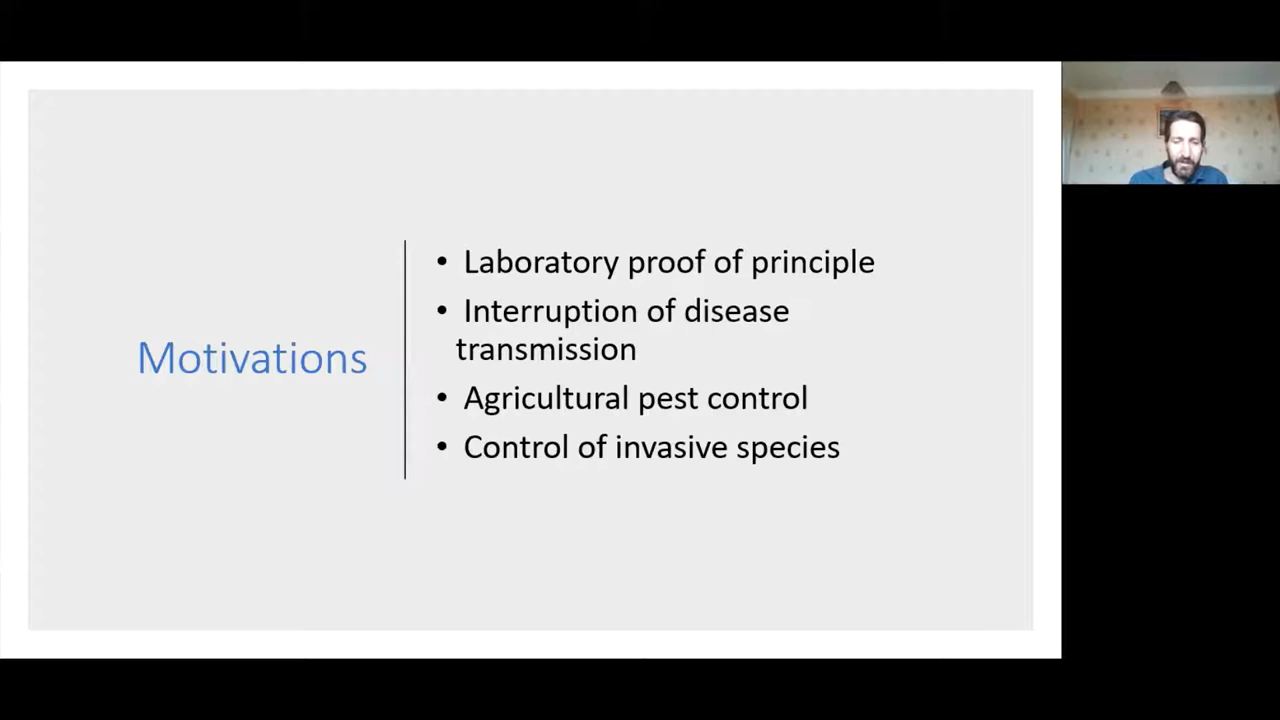 Motivations
• Laboratory proof of principle
• Interruption of disease
transmission
• Agricultural pest control
• Control of invasive species